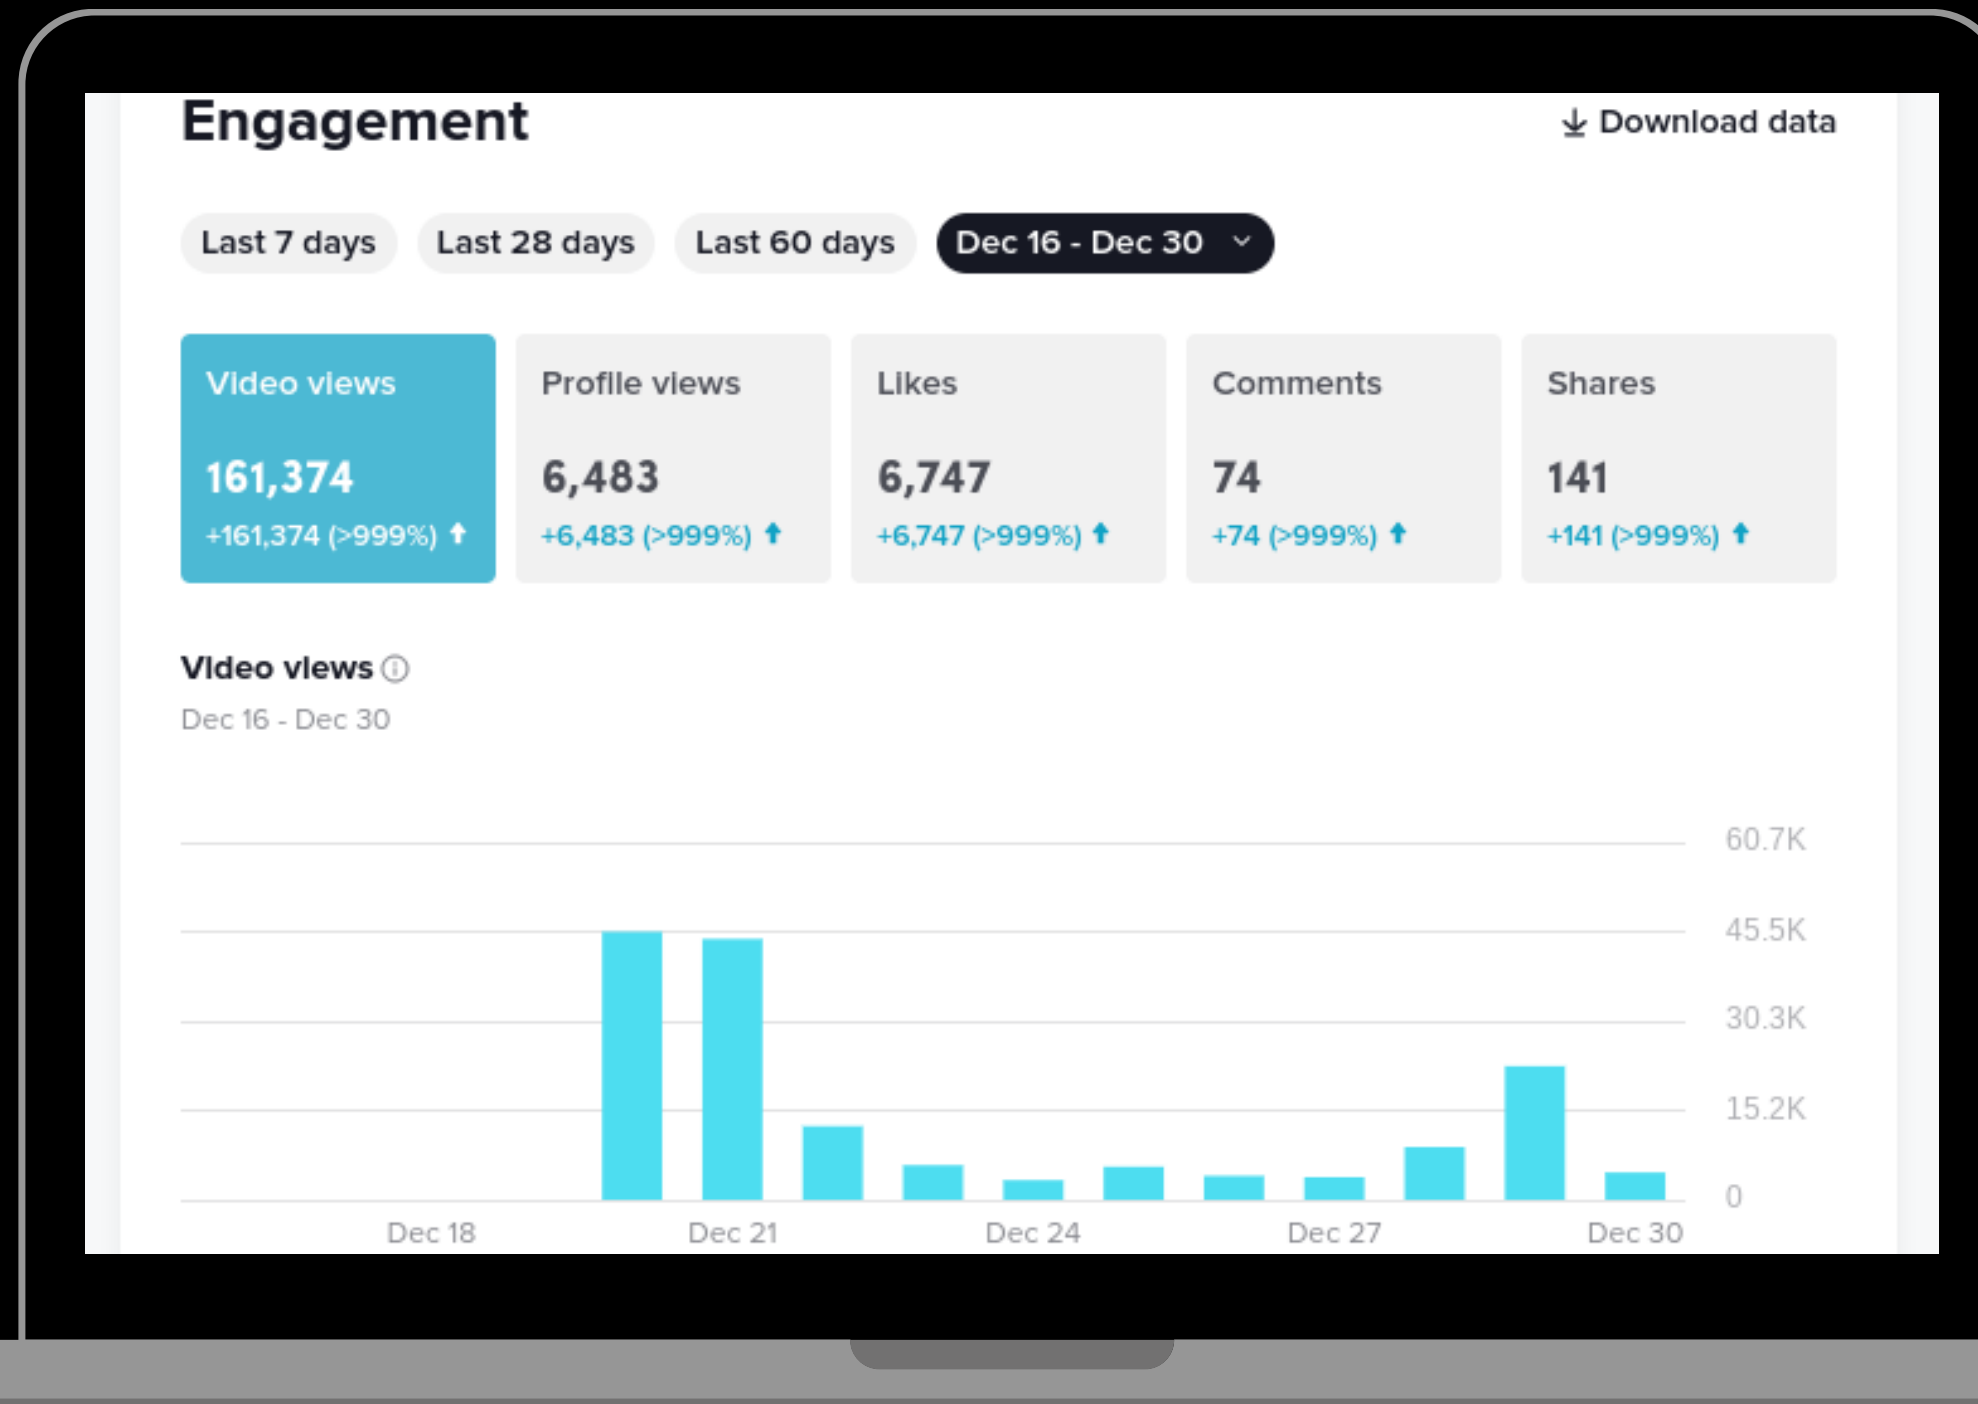 Engagement
Download data
Last 7 days Last 28 days Last 60 days Dec 16 - Dec 30
Video views Profile views Likes Comments Shares
161,374 6,483 6,747 74 141
+161,374 (>999%) +6,483 (>999%) +6,747 (>999%) +74 (>999%) +141 (>999%)
Video views
Dec 16 - Dec 30
60.7K
45.5K
30.3K
15.2K
0
Dec 18 Dec 21 Dec 24 Dec 27 Dec 30